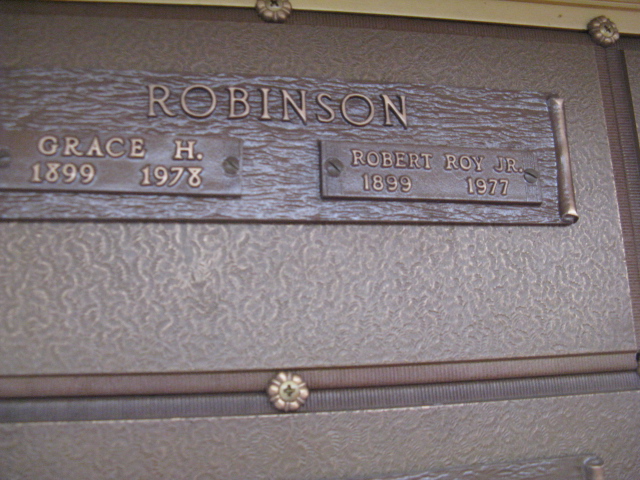 ROBINSON
GRACE H.
1899 1978
ROBERT ROY JR.
1899 1977